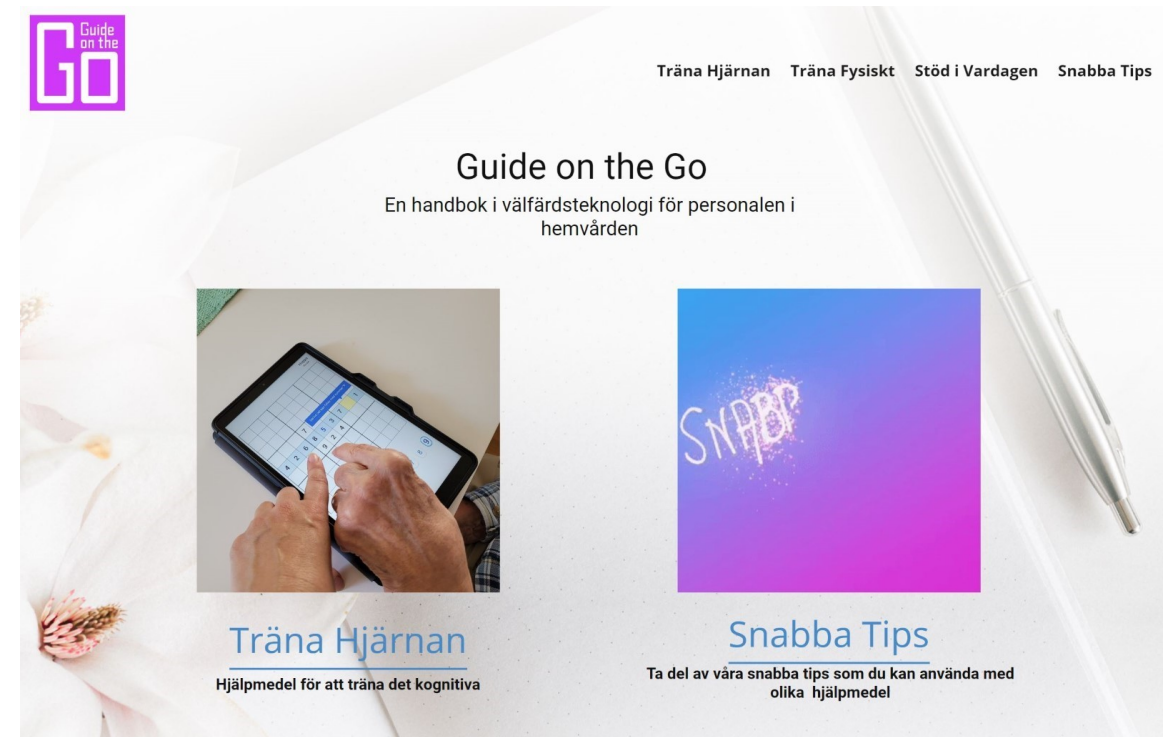 Guide
on the
Go
Träna Hjärnan Träna Fysiskt Stöd i Vardagen Snabba Tips
Guide on the Go
En handbok i välfärdsteknologi för personalen i
hemvården
SNABB
Träna Hjärnan
Snabba Tips
Hjälpmedel för att träna det kognitiva
Ta del av våra snabba tips som du kan använda med
olika hjälpmedel